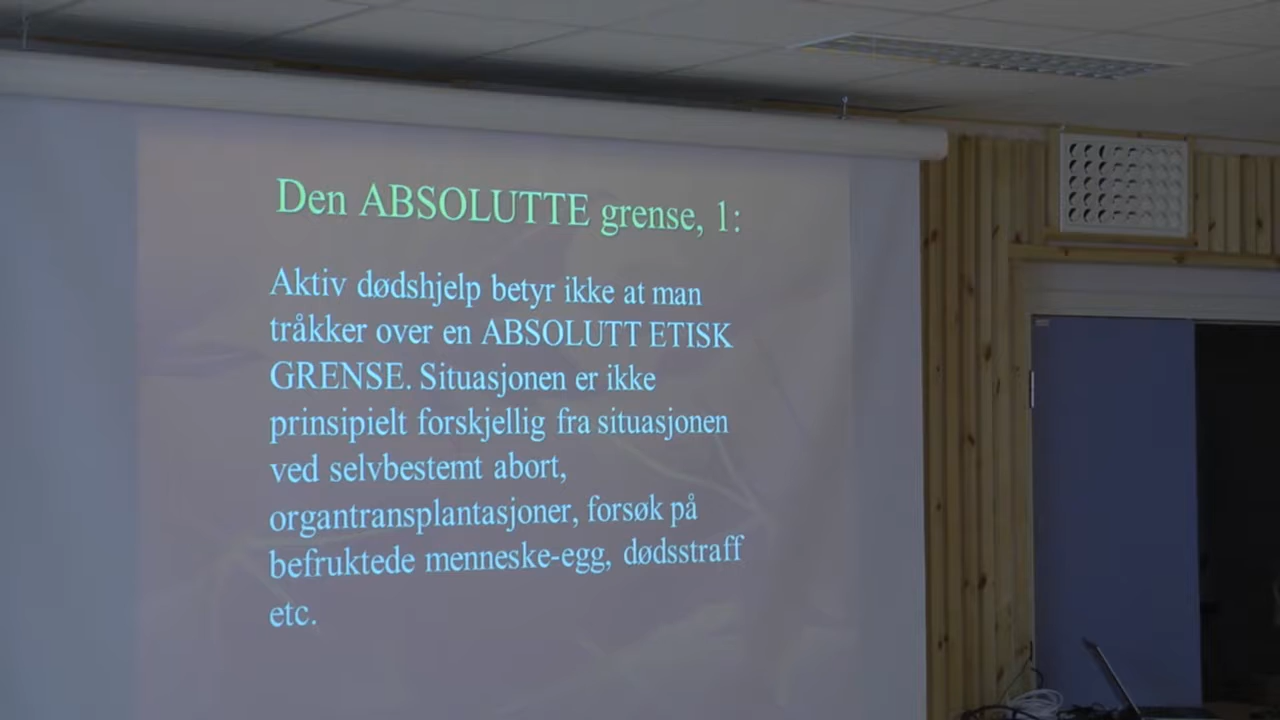 Den ABSOLUTTE grense, 1:
Aktiv dødshjelp betyr ikke at man
tråkker over en ABSOLUTT ETISK
GRENSE. Situasjonen er ikke
prinsipielt forskjellig fra situasjonen
ved selvbestemt abort,
organtransplantasjoner, forsøk på
befruktede menneske-egg, dødsstraff
etc.